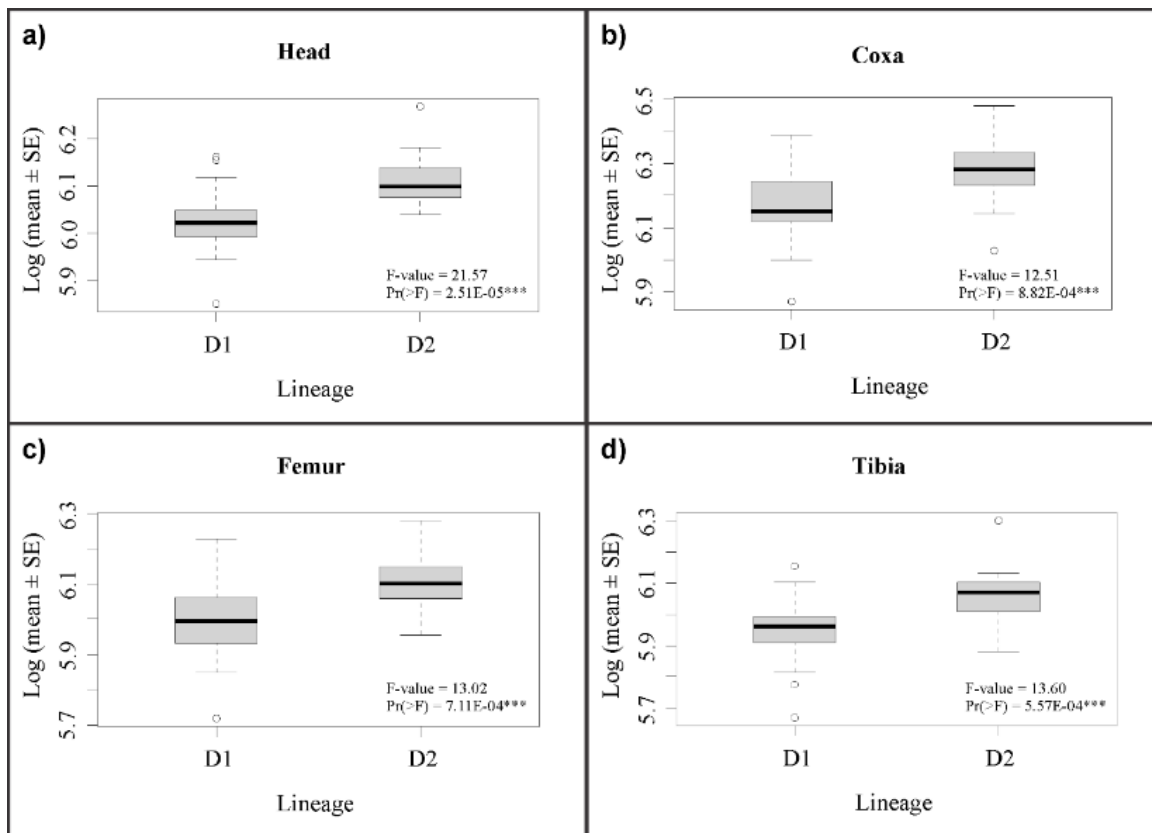 a)
Head
Log (mean ± SE)
6.2
6.1
6.0
5.9
F-value = 21.57
Pr(>F) = 2.51E-05***
D1 D2
Lineage
b)
Coxa
Log (mean ± SE)
6.5
6.3
6.1
5.9
F-value = 12.51
Pr(>F) = 8.82E-04***
D1 D2
Lineage
c)
Femur
Log (mean ± SE)
6.3
6.1
5.9
5.7
F-value = 13.02
Pr(>F) = 7.11E-04***
D1 D2
Lineage
d)
Tibia
Log (mean ± SE)
6.3
6.1
5.9
5.7
F-value = 13.60
Pr(>F) = 5.57E-04***
D1 D2
Lineage